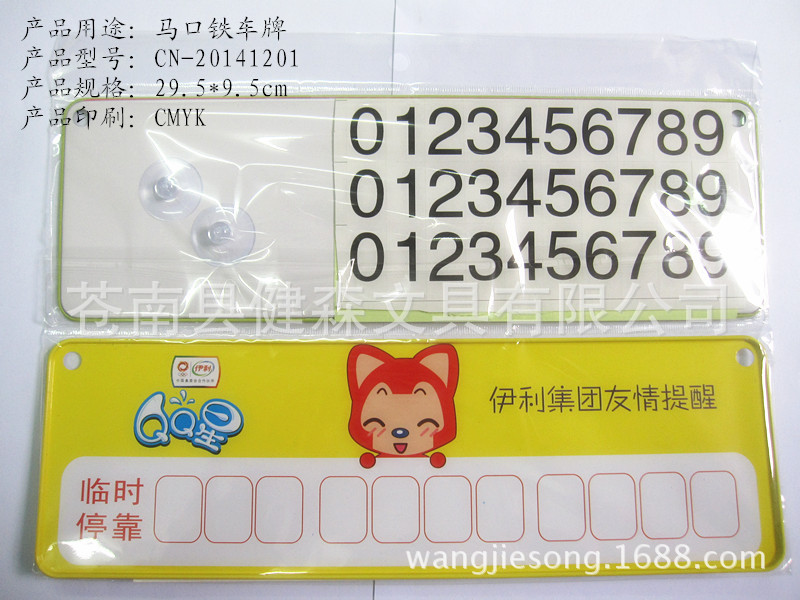 产品用途：马口铁车牌
产品型号：CN-20141201
产品规格：29.5*9.5cm
产品印刷：CMYK
0123456789
0123456789
0123456789
苍南县健森文具有限公司
伊利
QQ星
伊利集团友情提醒
临时
停靠
wangjiesong.1688.com